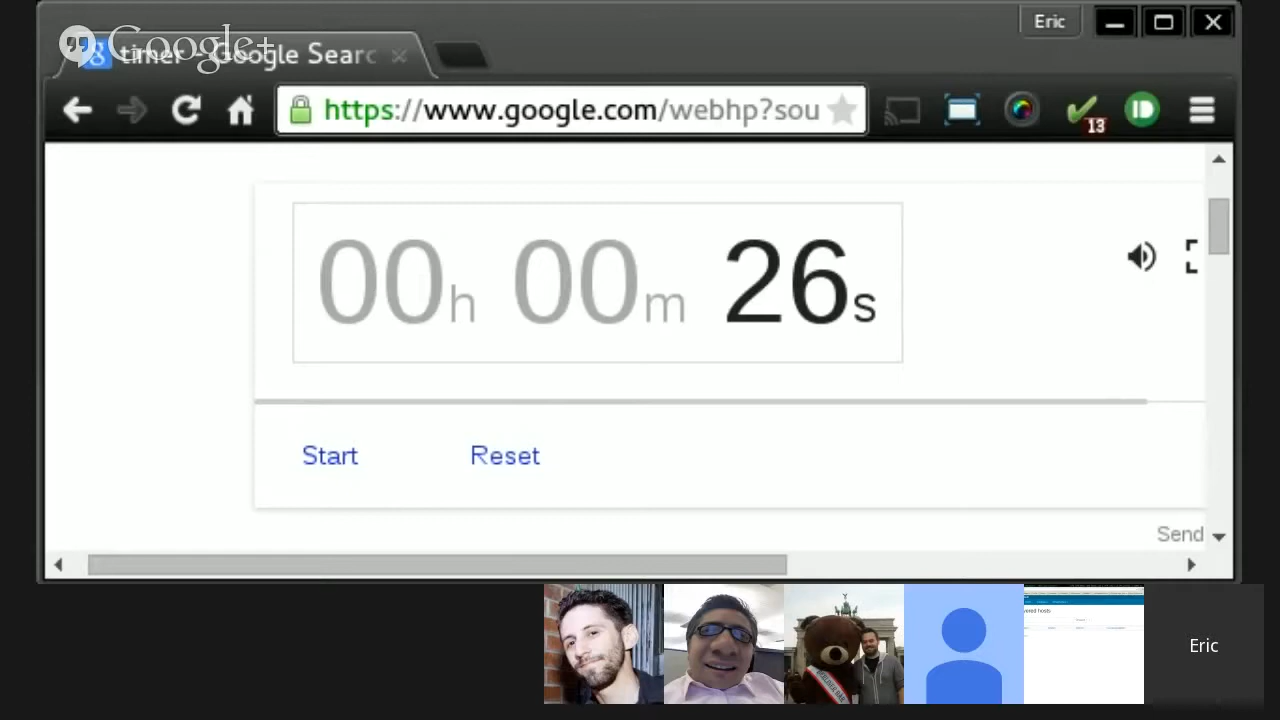 Google+
Eric
timer - Google Searc
https://www.google.com/webhp?sou
13
00h 00m 26s
Start
Reset
Send
Eric